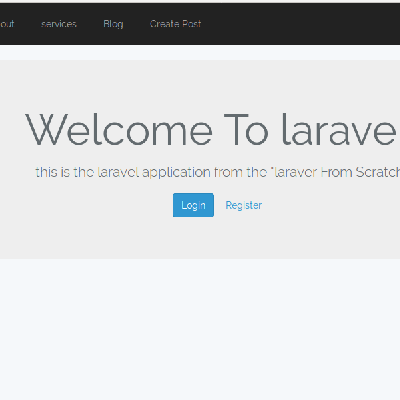 out services Blog Create Post
Welcome To larave
this is the laravel application from the "laraver From Scratch
Login Register